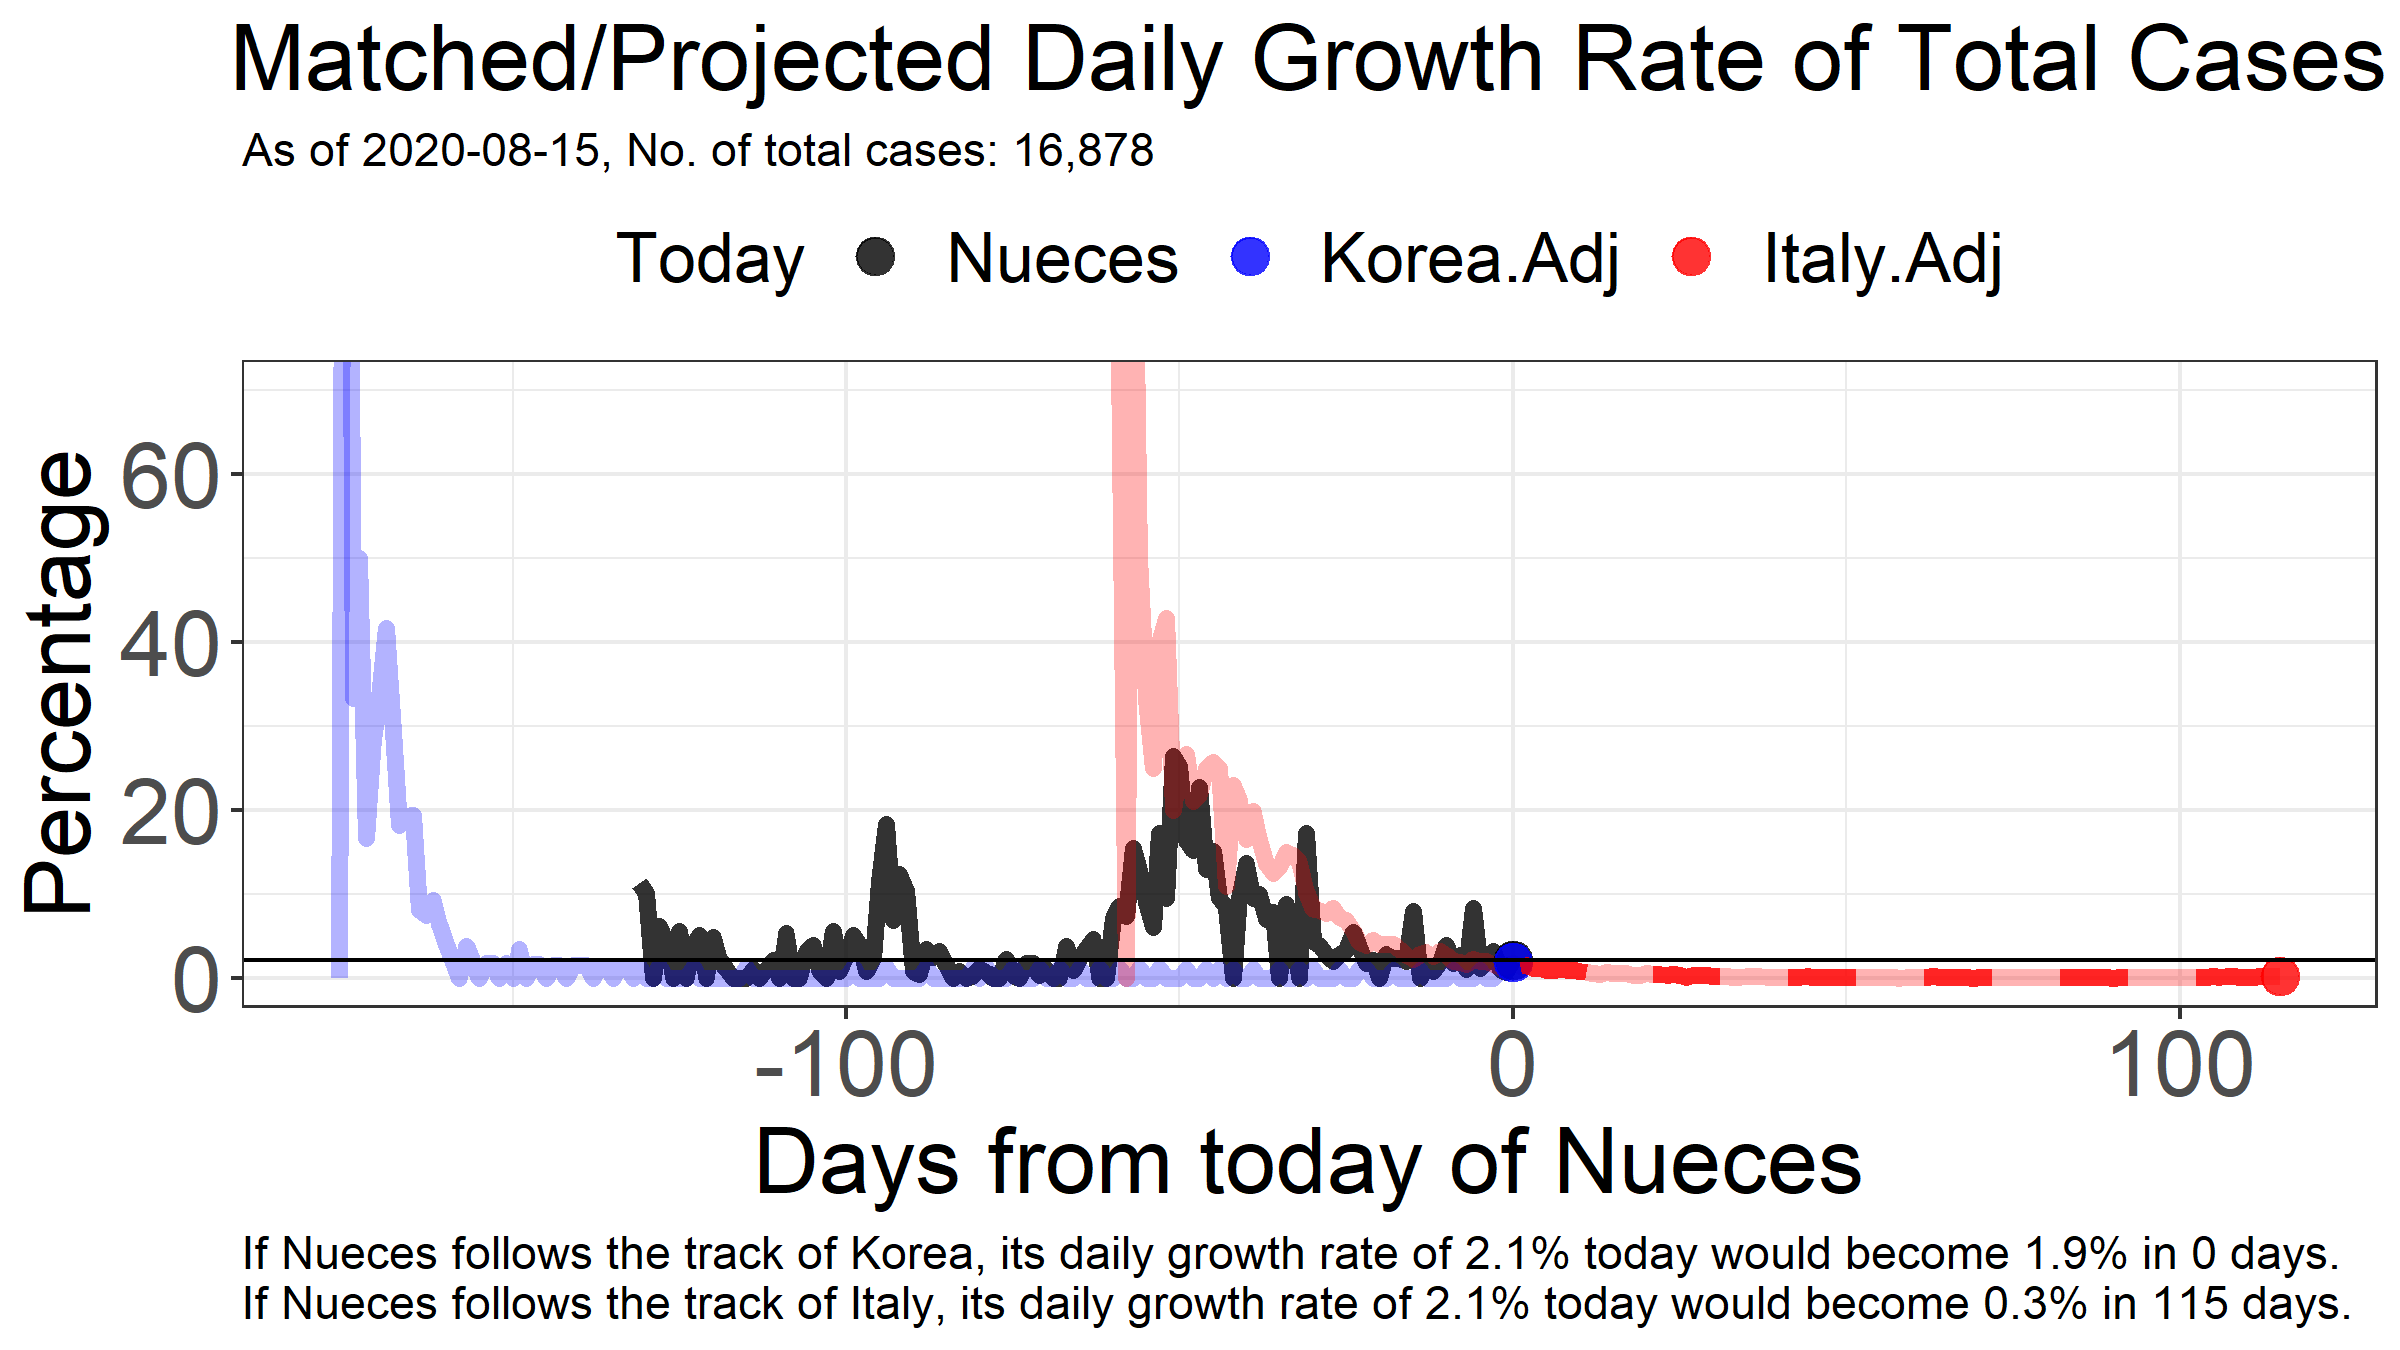 Matched/Projected Daily Growth Rate of Total Cases
As of 2020-08-15, No. of total cases: 16,878
Today Nueces Korea.Adj Italy.Adj
Percentage
60
40
20
0
-100 0 100
Days from today of Nueces
If Nueces follows the track of Korea, its daily growth rate of 2.1% today would become 1.9% in 0 days.
If Nueces follows the track of Italy, its daily growth rate of 2.1% today would become 0.3% in 115 days.